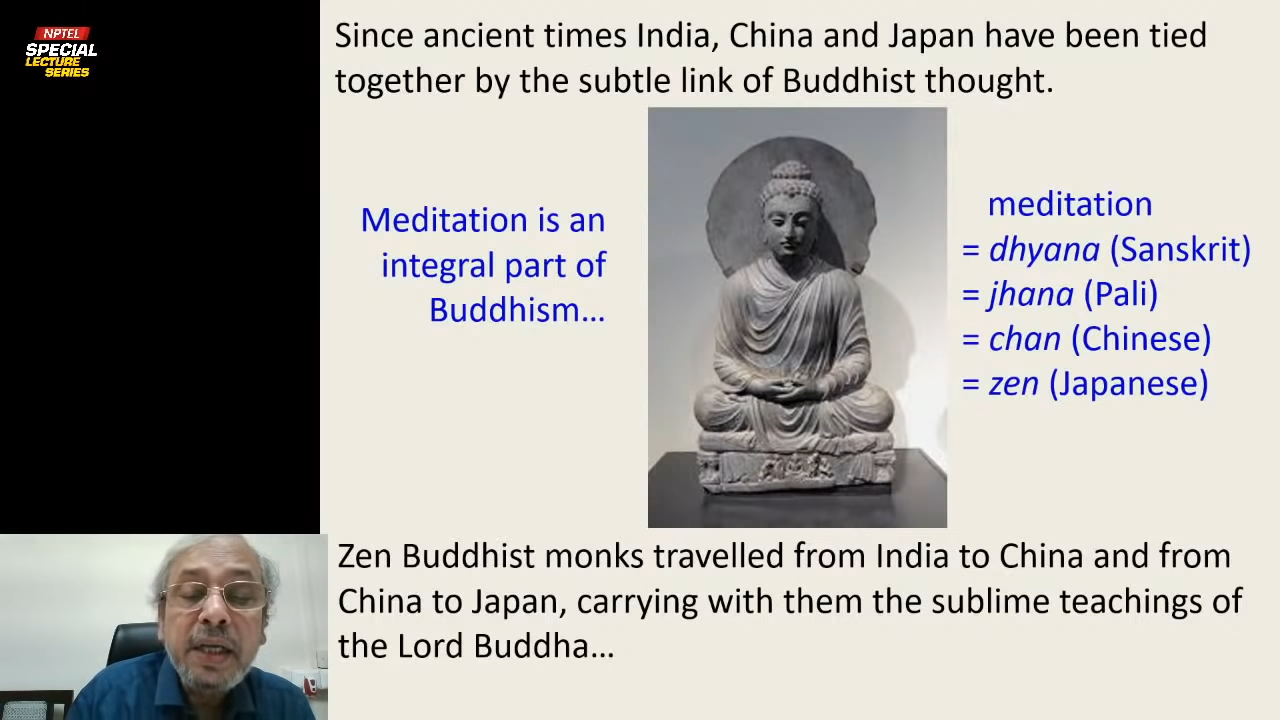 NPTEL
SPECIAL
LECTURE
SERIES
Since ancient times India, China and Japan have been tied
together by the subtle link of Buddhist thought.
Meditation is an
integral part of
Buddhism…
meditation
= dhyana (Sanskrit)
= jhana (Pali)
= chan (Chinese)
= zen (Japanese)
Zen Buddhist monks travelled from India to China and from
China to Japan, carrying with them the sublime teachings of
the Lord Buddha…